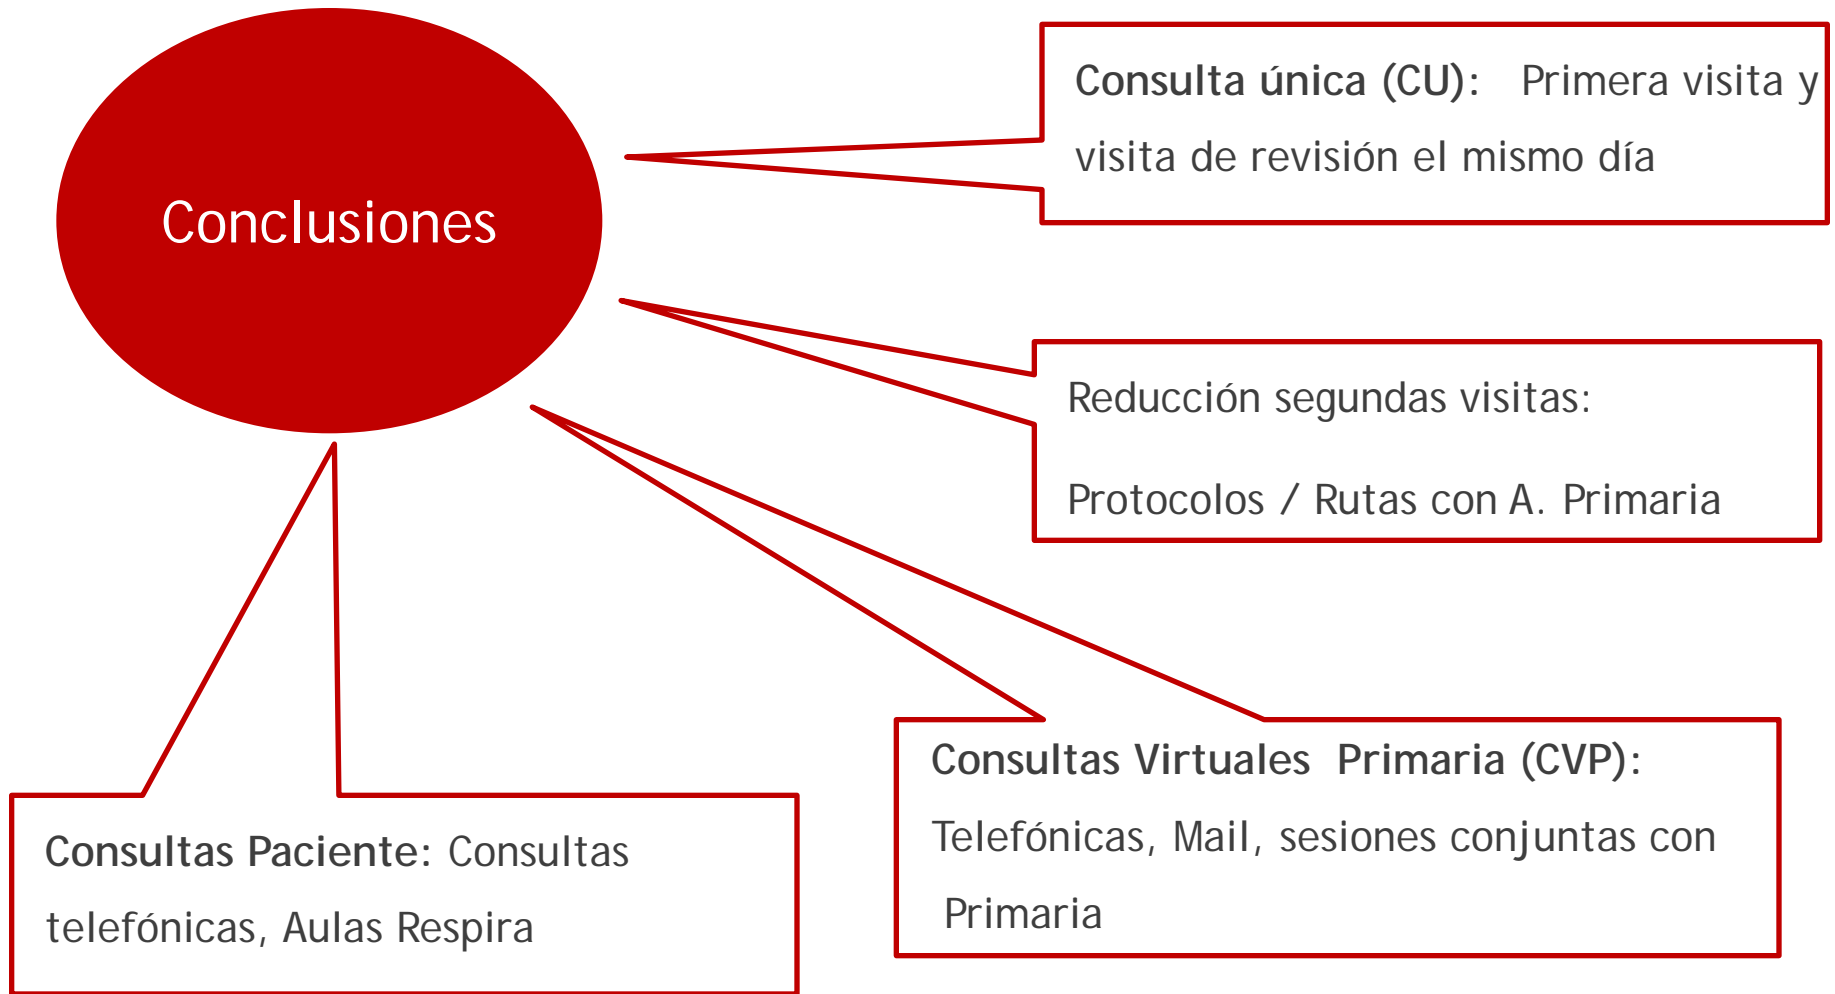 Conclusiones
Consulta única (CU): Primera visita y
visita de revisión el mismo día
Reducción segundas visitas:
Protocolos / Rutas con A. Primaria
Consultas Virtuales Primaria (CVP):
Telefónicas, Mail, sesiones conjuntas con
Primaria
Consultas Paciente: Consultas
telefónicas, Aulas Respira